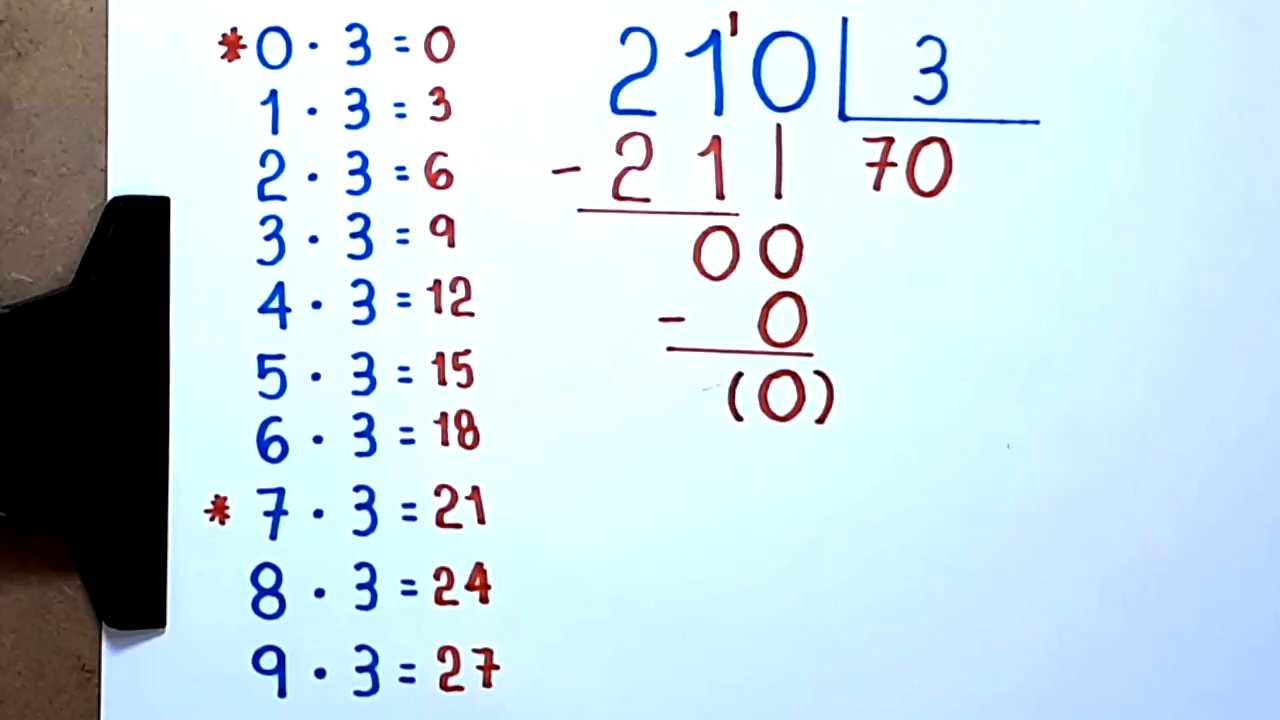 *0 · 3 = 0
1 · 3 = 3
2 · 3 = 6
3 · 3 = 9
4 · 3 = 12
5 · 3 = 15
6 · 3 = 18
* 7 · 3 = 21
8 · 3 = 24
9 · 3 = 27
21'0 | 3
- 21 | 70
00
- 0
(0)